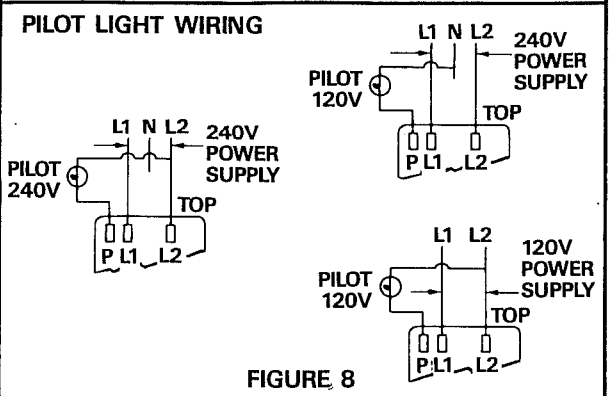 PILOT LIGHT WIRING
L1 N L2
240V
POWER
SUPPLY
PILOT
240V
TOP
P L1 L2
L1 N L2
240V
POWER
SUPPLY
PILOT
120V
TOP
P L1 L2
L1 L2
120V
POWER
SUPPLY
PILOT
120V
TOP
P L1 L2
FIGURE 8